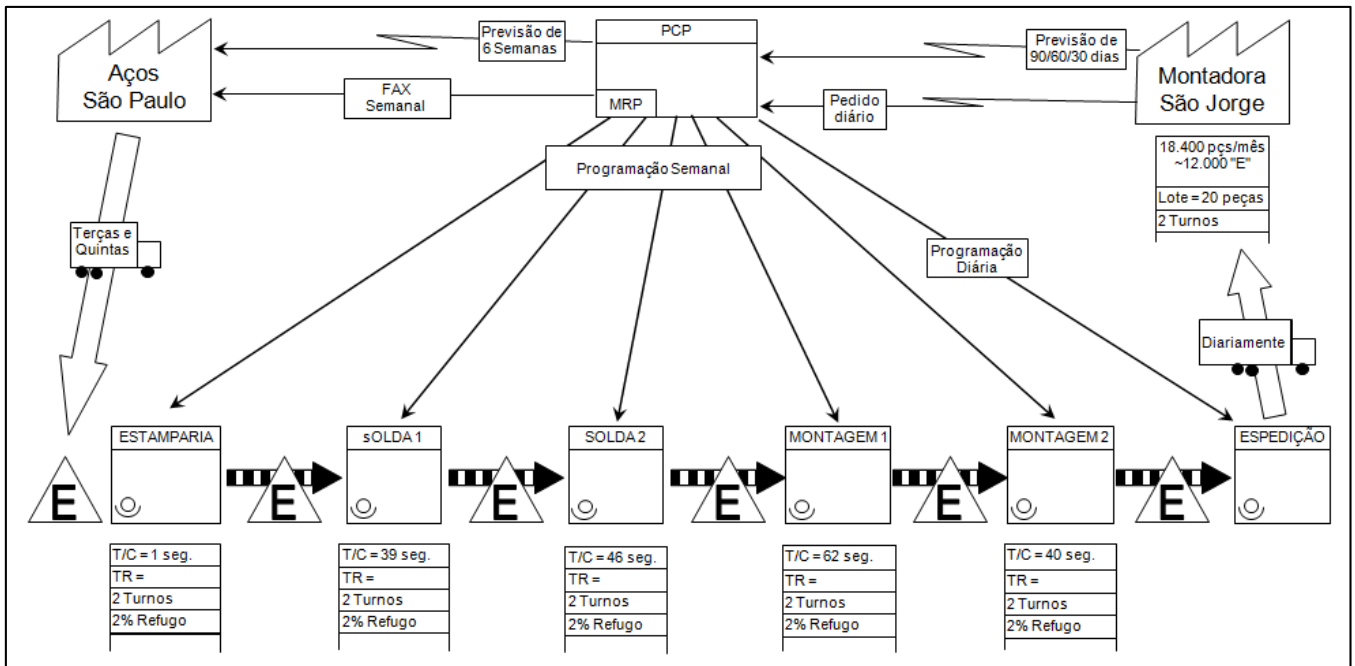 Aços
São Paulo
Previsão de
6 Semanas
FAX
Semanal
PCP
MRP
Previsão de
90/60/30 dias
Pedido
diário
Montadora
São Jorge
18.400 pçs/mês
~12.000 "E"
Lote = 20 peças
2 Turnos
Programação Semanal
Terças e
Quintas
Programação
Diária
Diariamente
ESTAMPARIA
sOLDA 1
SOLDA 2
MONTAGEM 1
MONTAGEM 2
ESPEDIÇÃO
E
E
E
E
E
E
T/C = 1 seg.
TR =
2 Turnos
2% Refugo
T/C = 39 seg.
TR =
2 Turnos
2% Refugo
T/C = 46 seg.
TR =
2 Turnos
2% Refugo
T/C = 62 seg.
TR =
2 Turnos
2% Refugo
T/C = 40 seg.
TR =
2 Turnos
2% Refugo